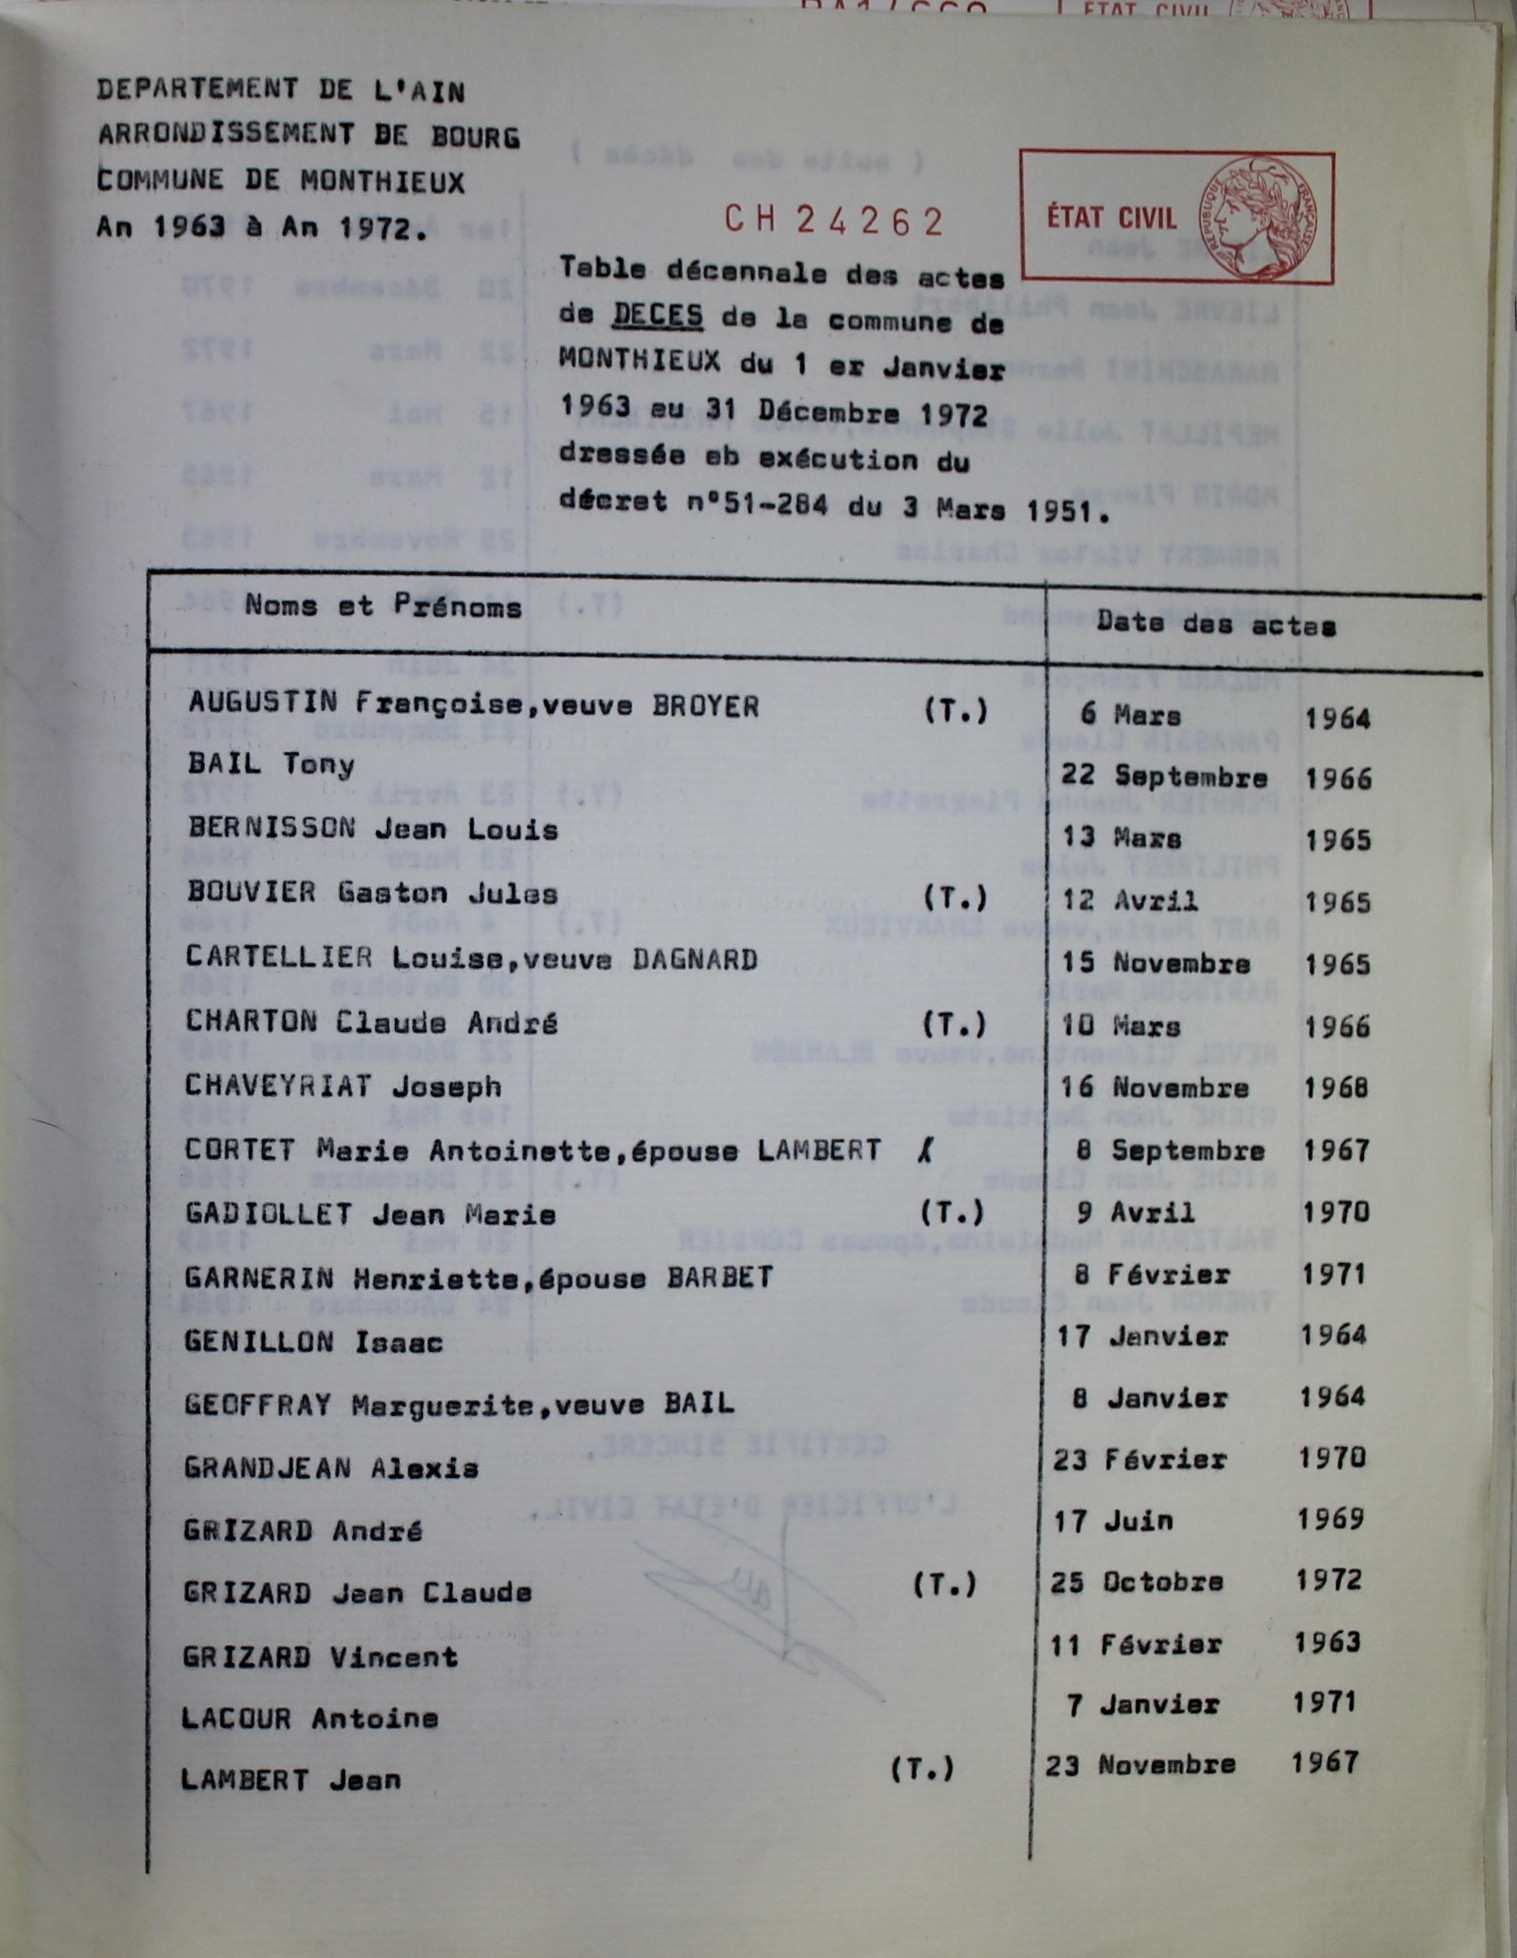 DEPARTEMENT DE L'AIN
ARRONDISSEMENT DE BOURG
COMMUNE DE MONTHIEUX
An 1963 à An 1972.
CH 24262
ÉTAT CIVIL
RÉPUBLIQUE FRANÇAISE
Table décennale des actes
de DECES de la commune de
MONTHIEUX du 1 er Janvier
1963 au 31 Décembre 1972
dressée eb exécution du
décret n°51-284 du 3 Mars 1951.
Noms et Prénoms Date des actes
AUGUSTIN Françoise,veuve BROYER (T.) 6 Mars 1964
BAIL Tony 22 Septembre 1966
BERNISSON Jean Louis 13 Mars 1965
BOUVIER Gaston Jules (T.) 12 Avril 1965
CARTELLIER Louise,veuve DAGNARD 15 Novembre 1965
CHARTON Claude André (T.) 10 Mars 1966
CHAVEYRIAT Joseph 16 Novembre 1968
CORTET Marie Antoinette,épouse LAMBERT 8 Septembre 1967
GADIOLLET Jean Marie (T.) 9 Avril 1970
GARNERIN Henriette,épouse BARBET 8 Février 1971
GENILLON Isaac 17 Janvier 1964
GEOFFRAY Marguerite,veuve BAIL 8 Janvier 1964
GRANDJEAN Alexis 23 Février 1970
GRIZARD André 17 Juin 1969
GRIZARD Jean Claude (T.) 25 Octobre 1972
GRIZARD Vincent 11 Février 1963
LACOUR Antoine 7 Janvier 1971
LAMBERT Jean (T.) 23 Novembre 1967